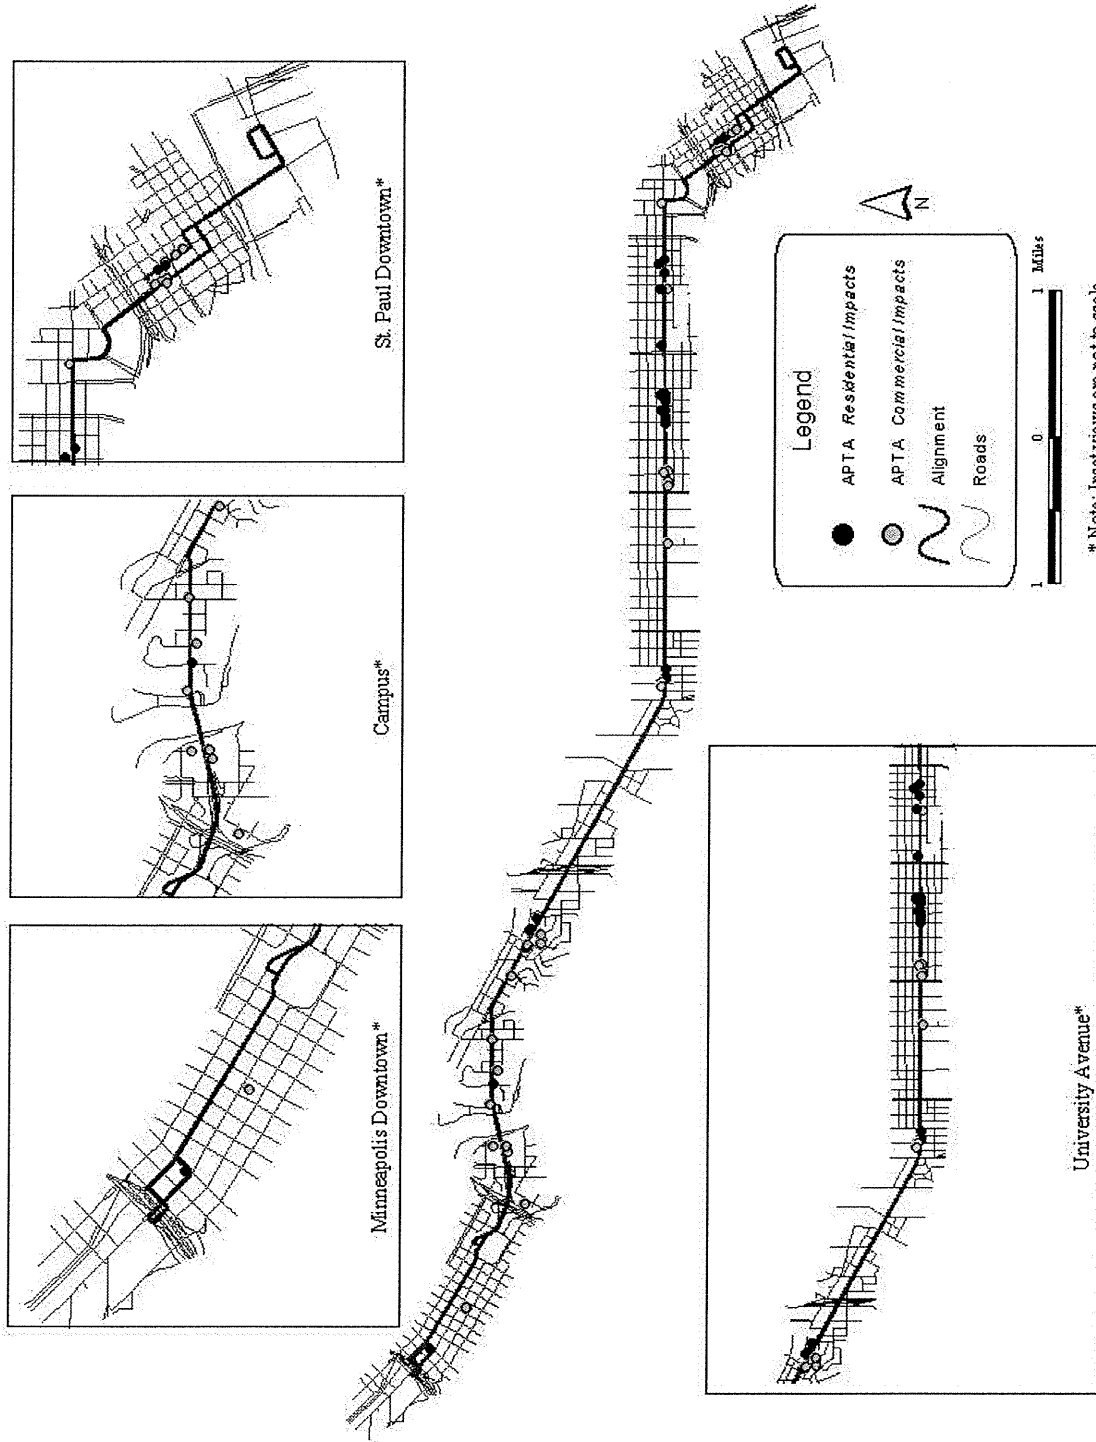 Minneapolis Downtown*
Campus*
St. Paul Downtown*
University Avenue*
Legend
APTA Residential Impacts
APTA Commercial Impacts
Alignment
Roads
N
1 0 1 Miles